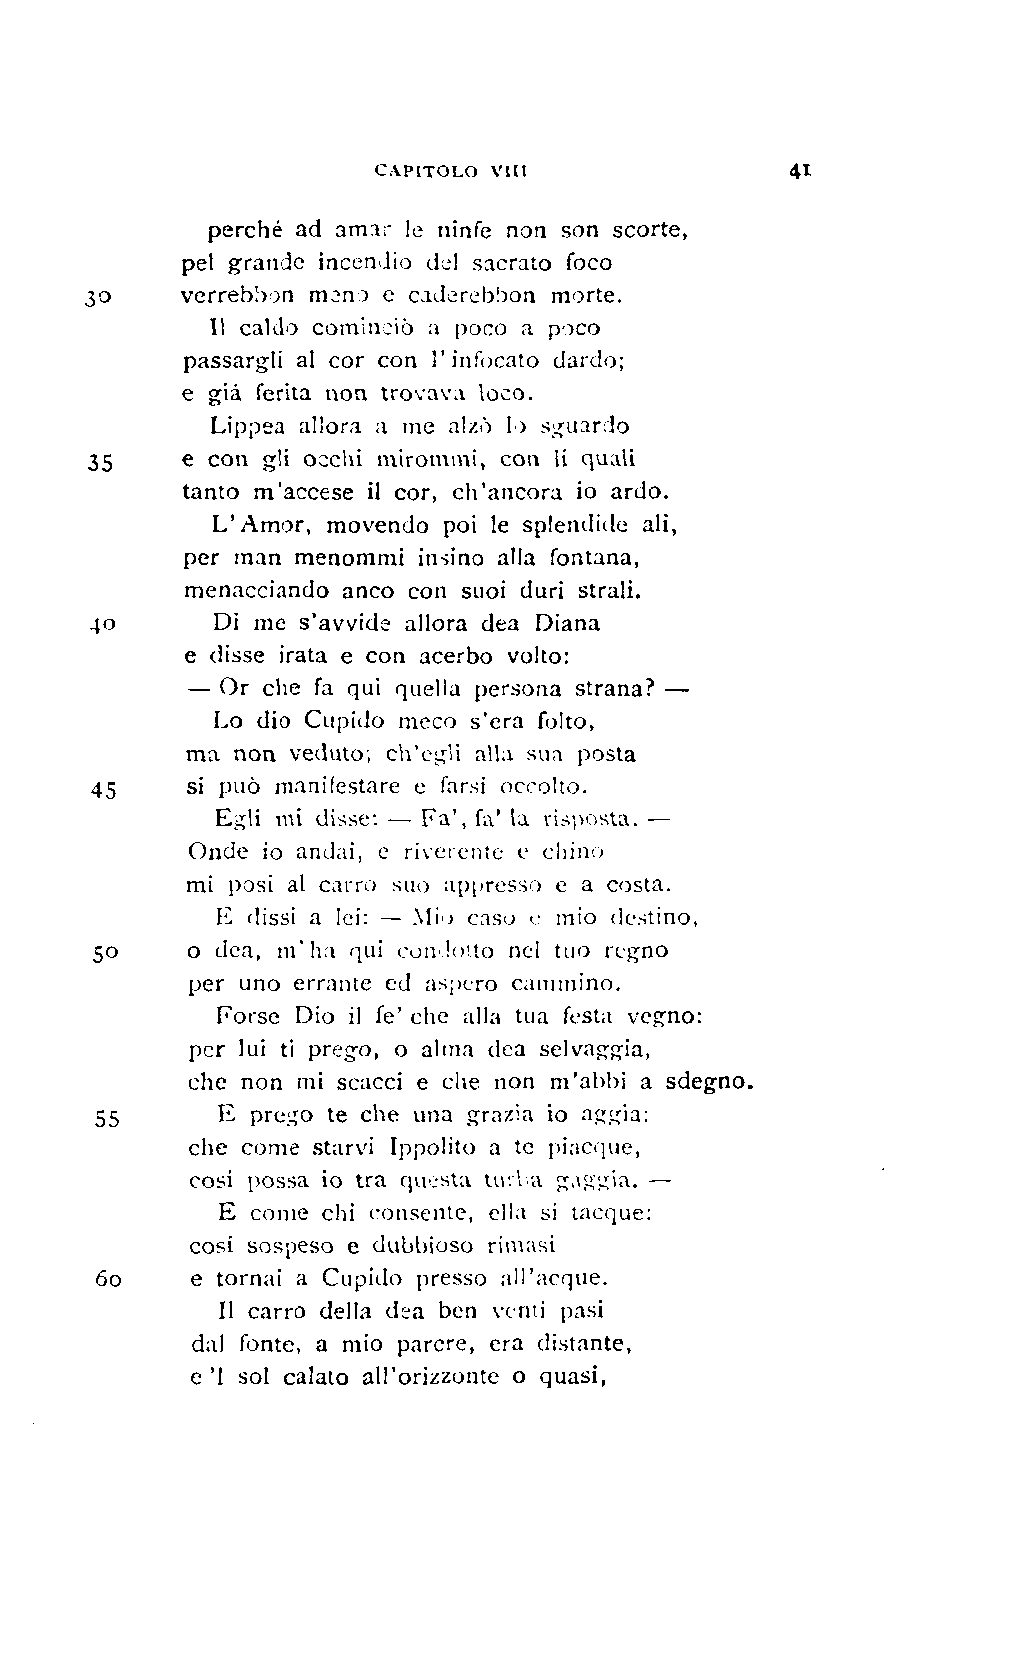 CAPITOLO VIII 41
perché ad amar le ninfe non son scorte,
pel grande incendio del sacrato foco
30 verrebbon meno e caderebbon morte.
Il caldo cominciò a poco a poco
passargli al cor con l'infocato dardo;
e giá ferita non trovava loco.
Lippea allora a me alzò lo sguardo
35 e con gli occhi mirommi, con li quali
tanto m'accese il cor, ch'ancora io ardo.
L'Amor, movendo poi le splendide ali,
per man menommi insino alla fontana,
menacciando anco con suoi duri strali.
40 Di me s'avvide allora dea Diana
e disse irata e con acerbo volto:
— Or che fa qui quella persona strana? —
Lo dio Cupido meco s'era folto,
ma non veduto; ch'egli alla sua posta
45 si può manifestare e farsi occolto.
Egli mi disse: — Fa', fa' la risposta. —
Onde io andai, e riverente e chino
mi posi al carro suo appresso e a costa.
E dissi a lei: — Mio caso e mio destino,
50 o dea, m'ha qui condotto nel tuo regno
per uno errante ed aspero cammino.
Forse Dio il fe' che alla tua festa vegno:
per lui ti prego, o alma dea selvaggia,
che non mi scacci e che non m'abbi a sdegno.
55 E prego te che una grazia io aggia:
che come starvi Ippolito a te piacque,
cosí possa io tra questa turba gaggia. —
E come chi consente, ella si tacque:
cosí sospeso e dubbioso rimasi
60 e tornai a Cupido presso all'acque.
Il carro della dea ben venti pasi
dal fonte, a mio parere, era distante,
e 'l sol calato all'orizzonte o quasi,